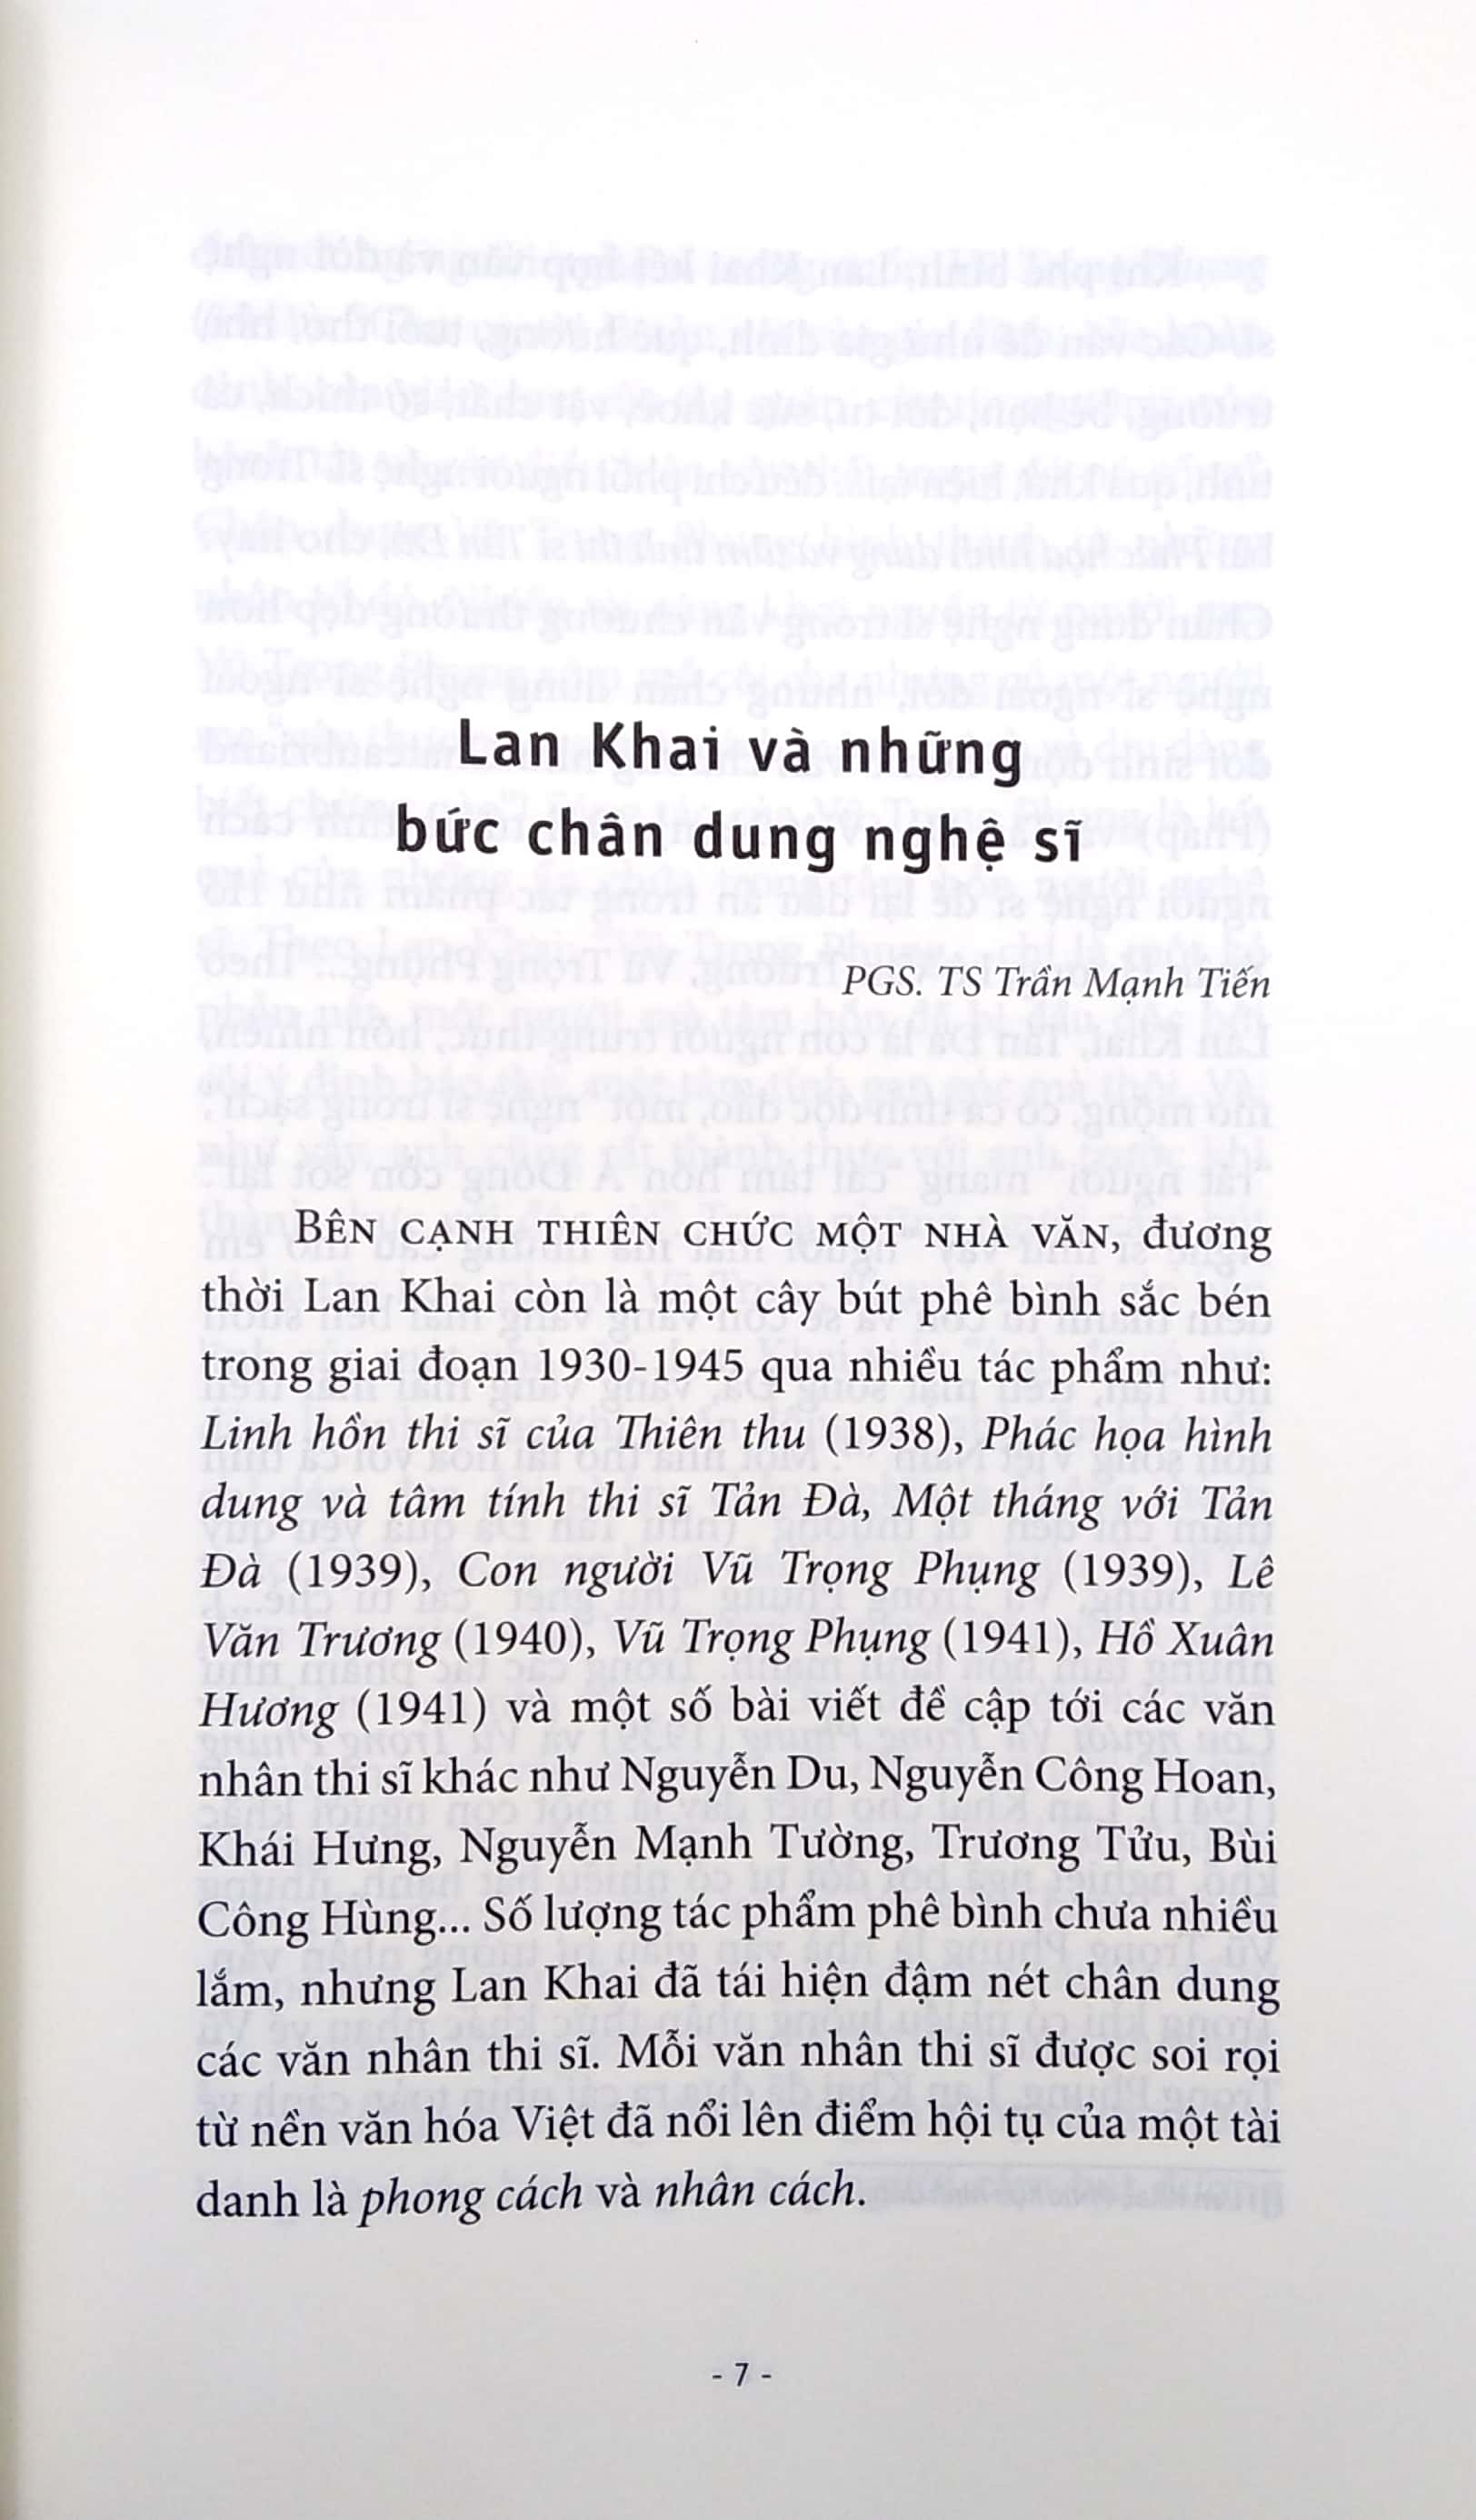 Lan Khai và những
bức chân dung nghệ sĩ
PGS. TS Trần Mạnh Tiến
BÊN CẠNH THIÊN CHỨC MỘT NHÀ VĂN, đương
thời Lan Khai còn là một cây bút phê bình sắc bén
trong giai đoạn 1930-1945 qua nhiều tác phẩm như:
Linh hồn thi sĩ của Thiên thu (1938), Phác họa hình
dung và tâm tính thi sĩ Tản Đà, Một tháng với Tản
Đà (1939), Con người Vũ Trọng Phụng (1939), Lê
Văn Trương (1940), Vũ Trọng Phụng (1941), Hồ Xuân
Hương (1941) và một số bài viết đề cập tới các văn
nhân thi sĩ khác như Nguyễn Du, Nguyễn Công Hoan,
Khái Hưng, Nguyễn Mạnh Tường, Trương Tửu, Bùi
Công Hùng... Số lượng tác phẩm phê bình chưa nhiều
lắm, nhưng Lan Khai đã tái hiện đậm nét chân dung
các văn nhân thi sĩ. Mỗi văn nhân thi sĩ được soi rọi
từ nền văn hóa Việt đã nổi lên điểm hội tụ của một tài
danh là phong cách và nhân cách.
- 7 -